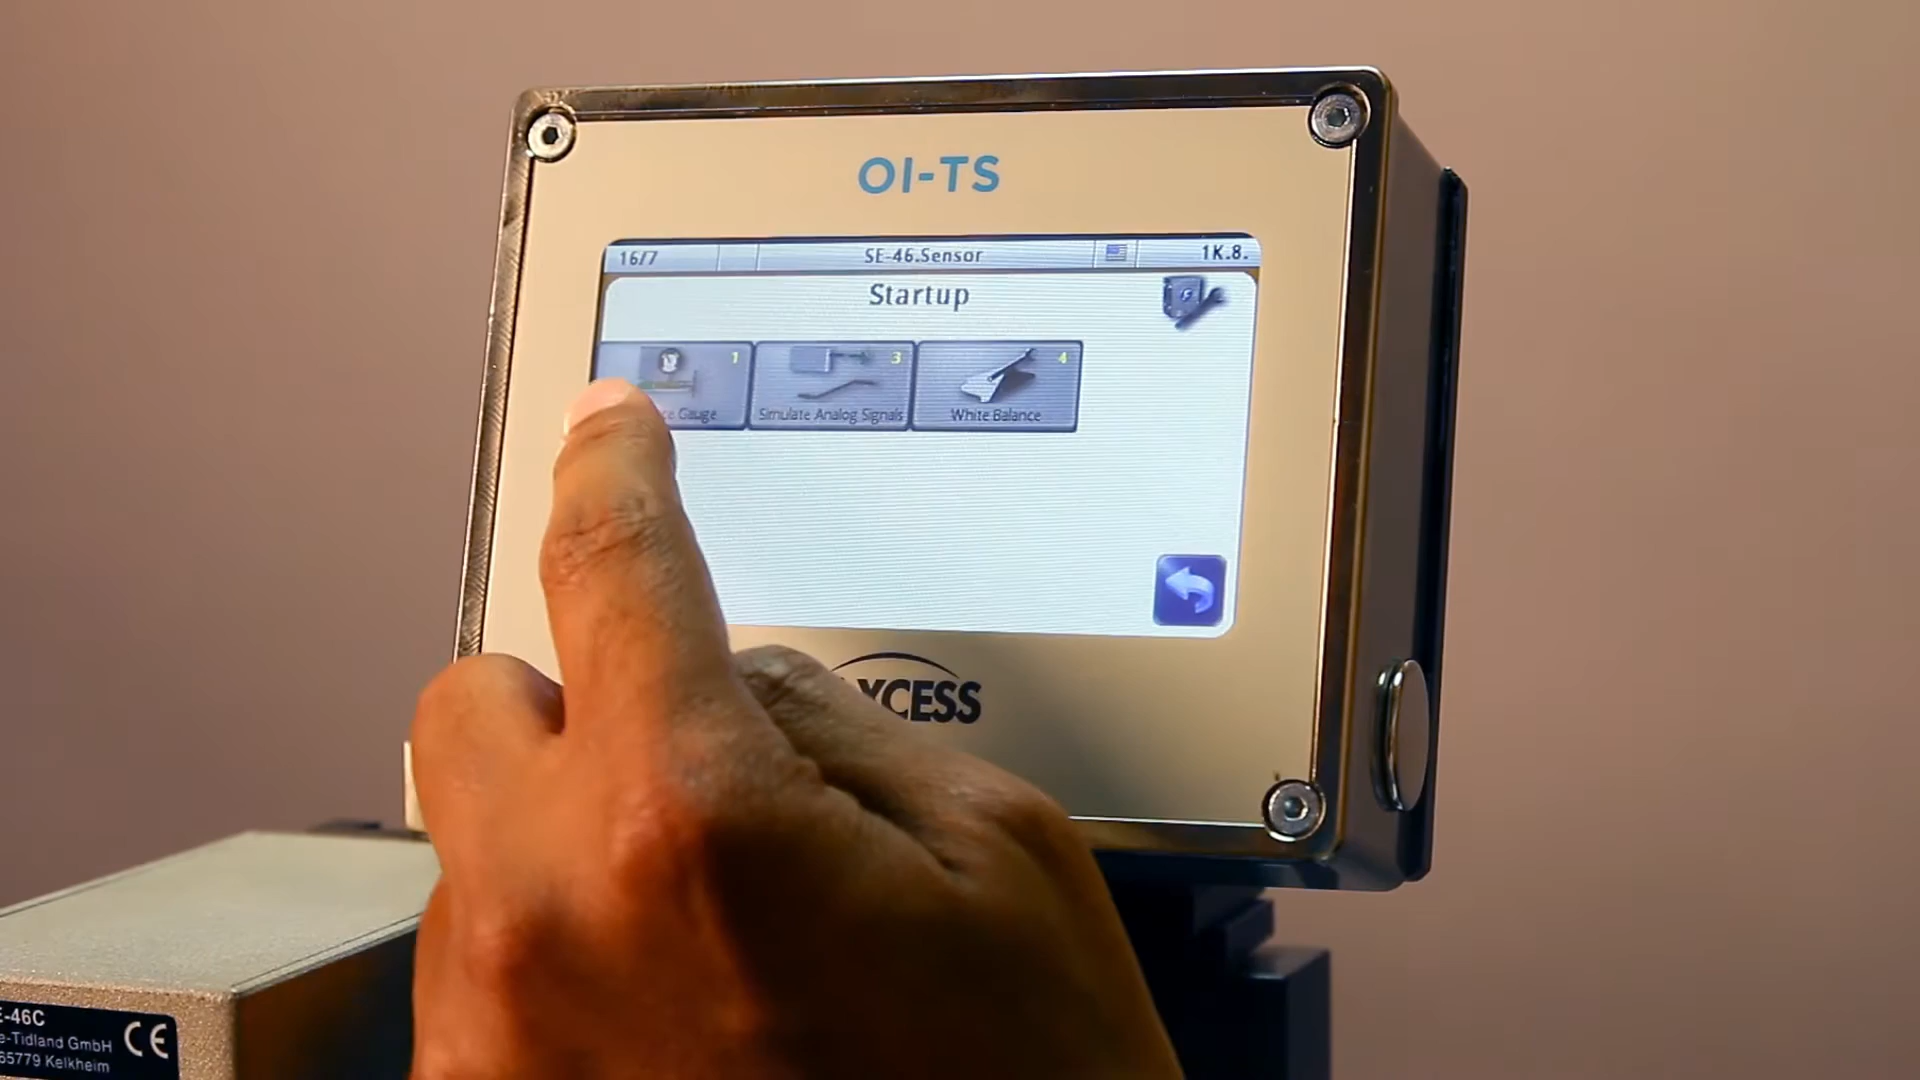 OI-TS
16/7 SE-46.Sensor 1K.8.
Startup
1 3 4
Gauge Simulate Analog Signals White Balance
XCESS
-46C
Tidland GmbH
65779 Kelkheim
CE